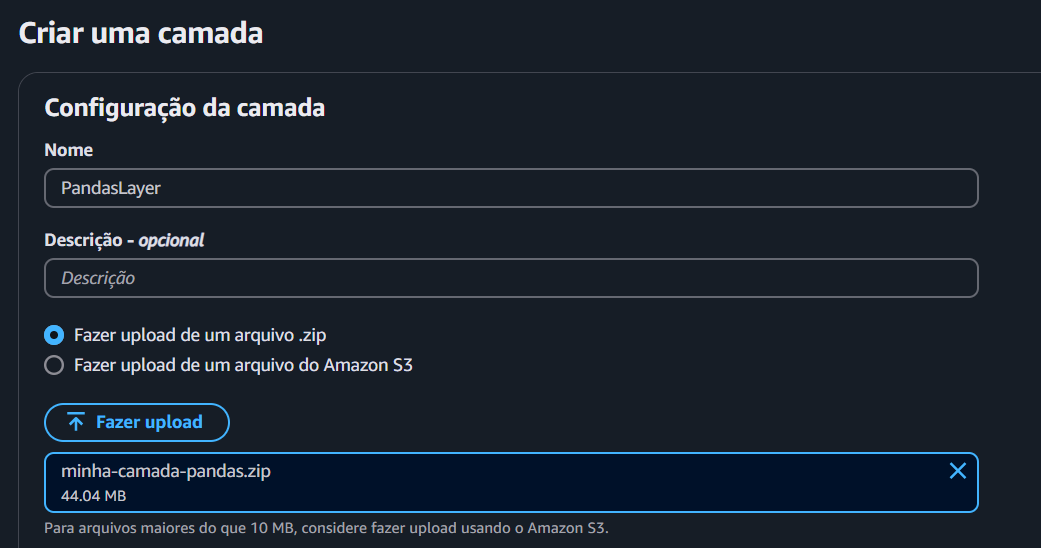 Criar uma camada
Configuração da camada
Nome
PandasLayer
Descrição - opcional
Descrição
Fazer upload de um arquivo .zip
Fazer upload de um arquivo do Amazon S3
Fazer upload
minha-camada-pandas.zip
44.04 MB
Para arquivos maiores do que 10 MB, considere fazer upload usando o Amazon S3.